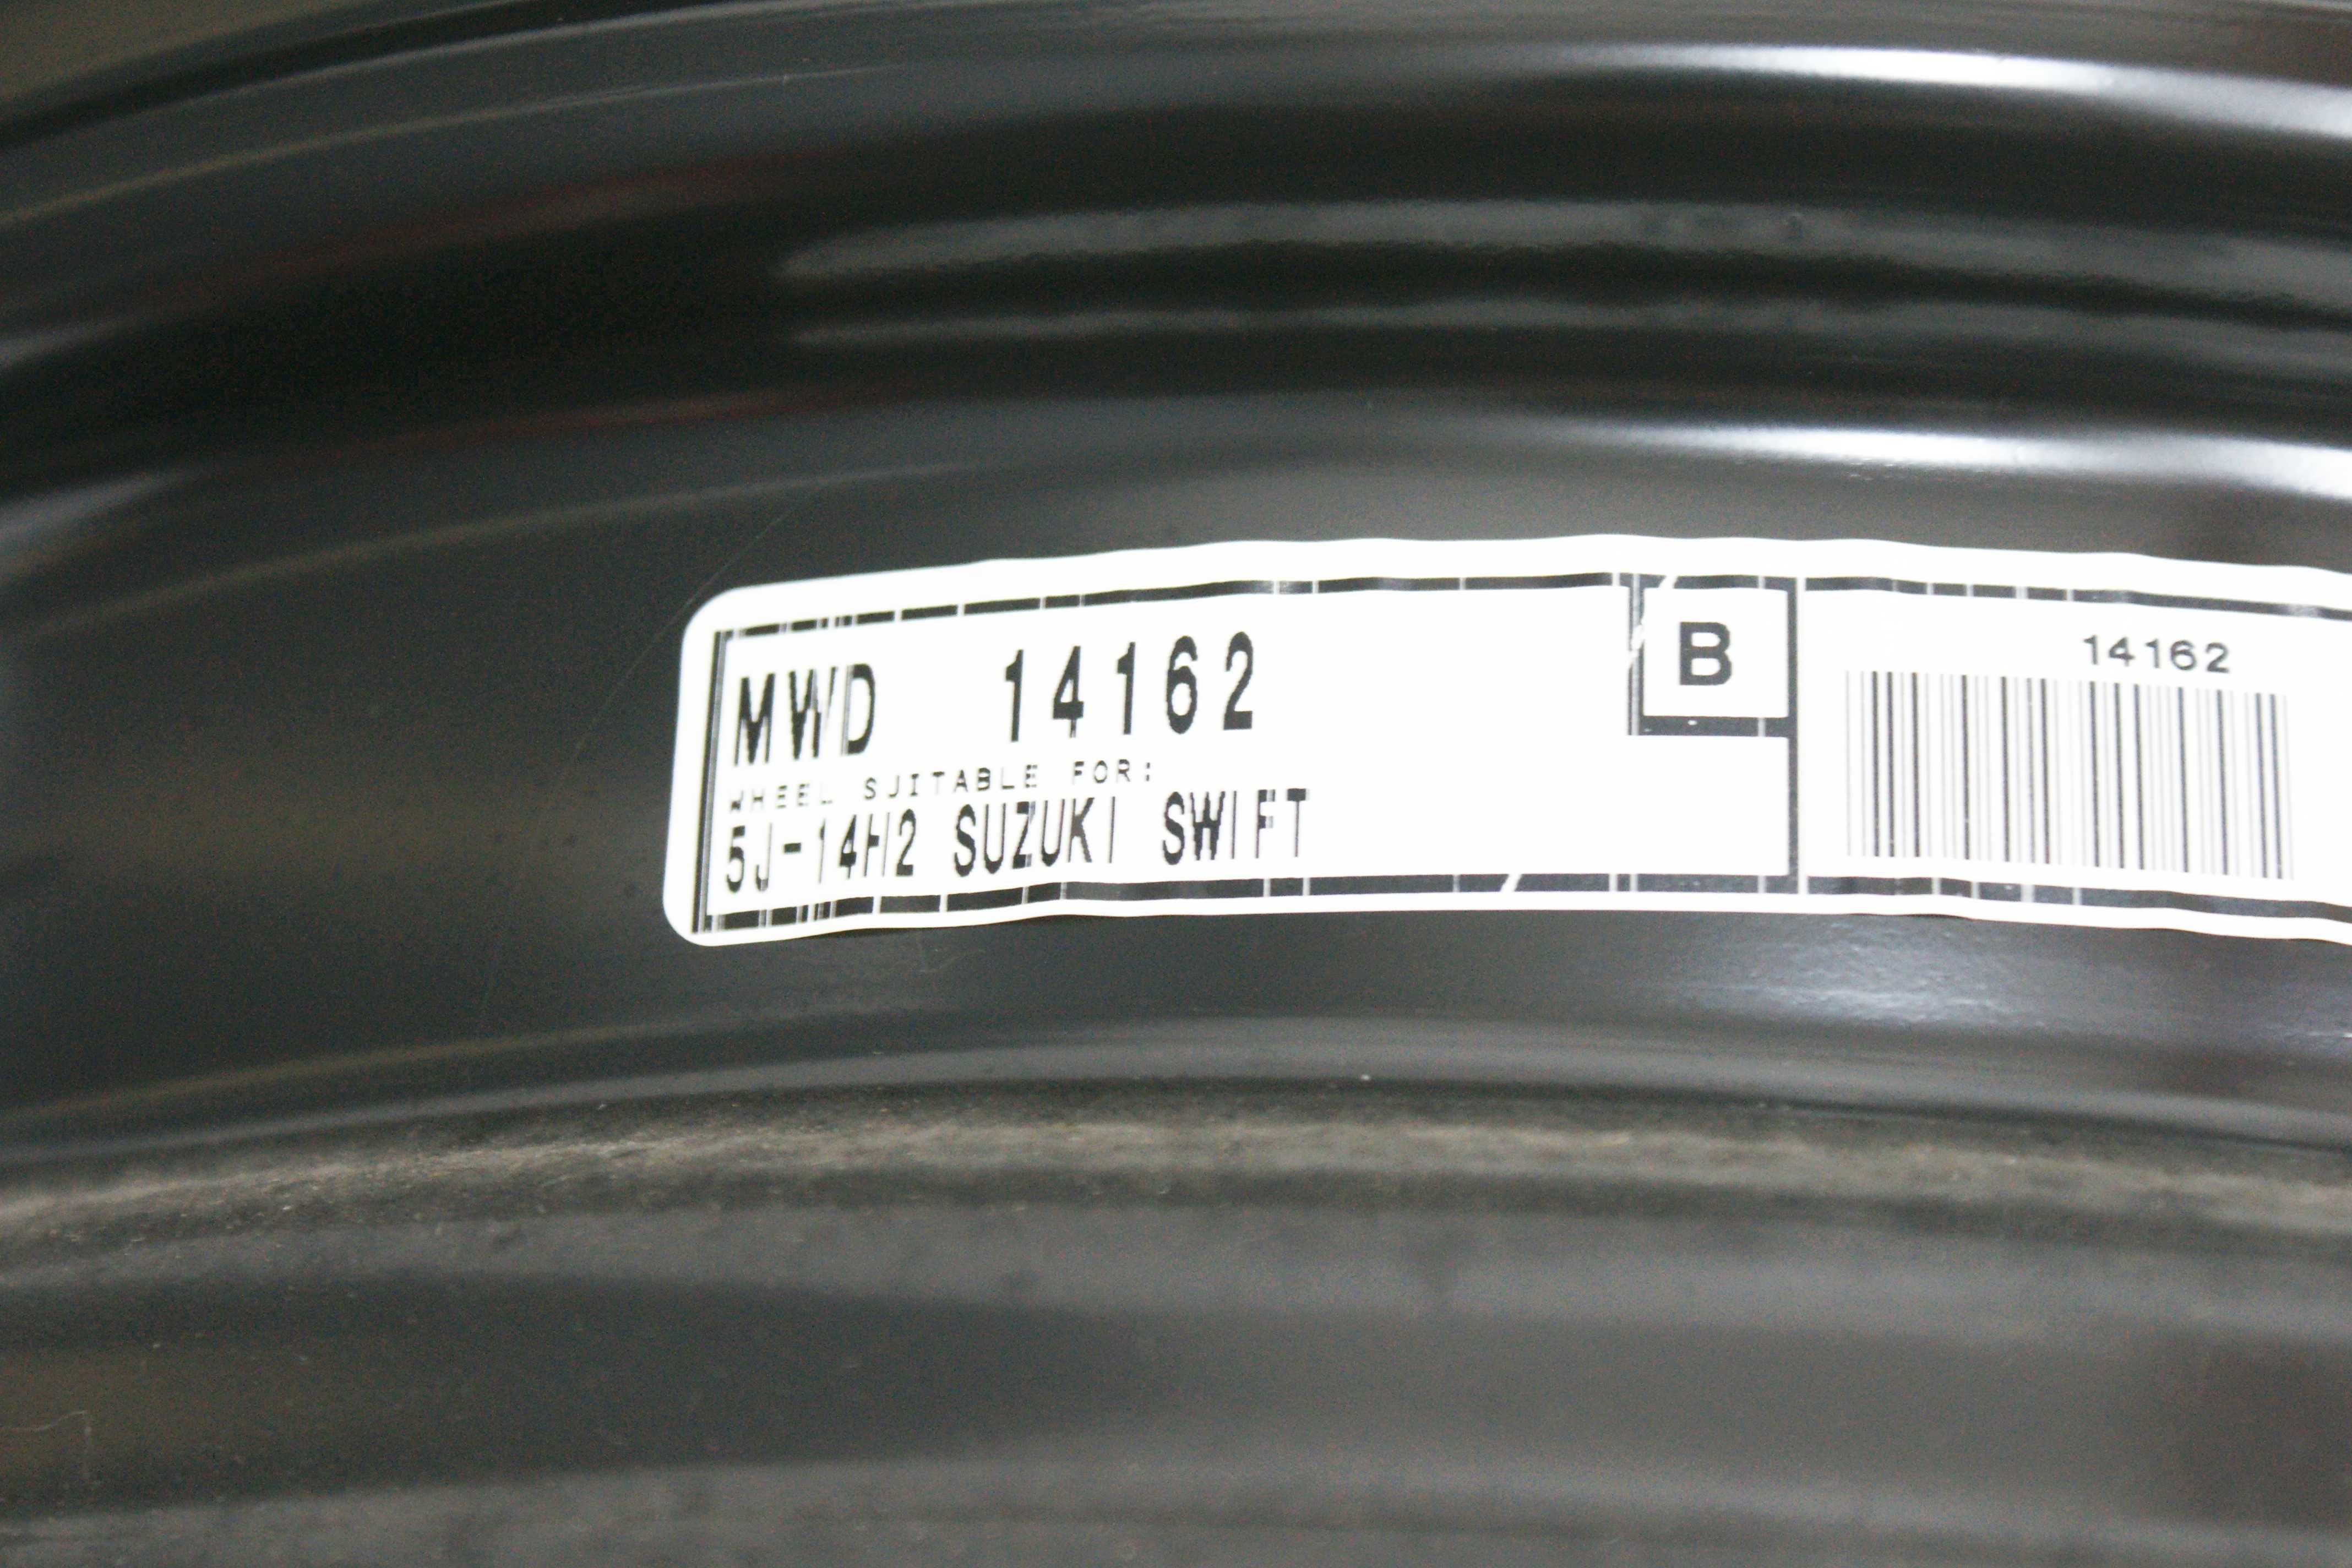 MWD 14162
B
WHEEL SUITABLE FOR:
5J-14H2 SUZUKI SWIFT
14162